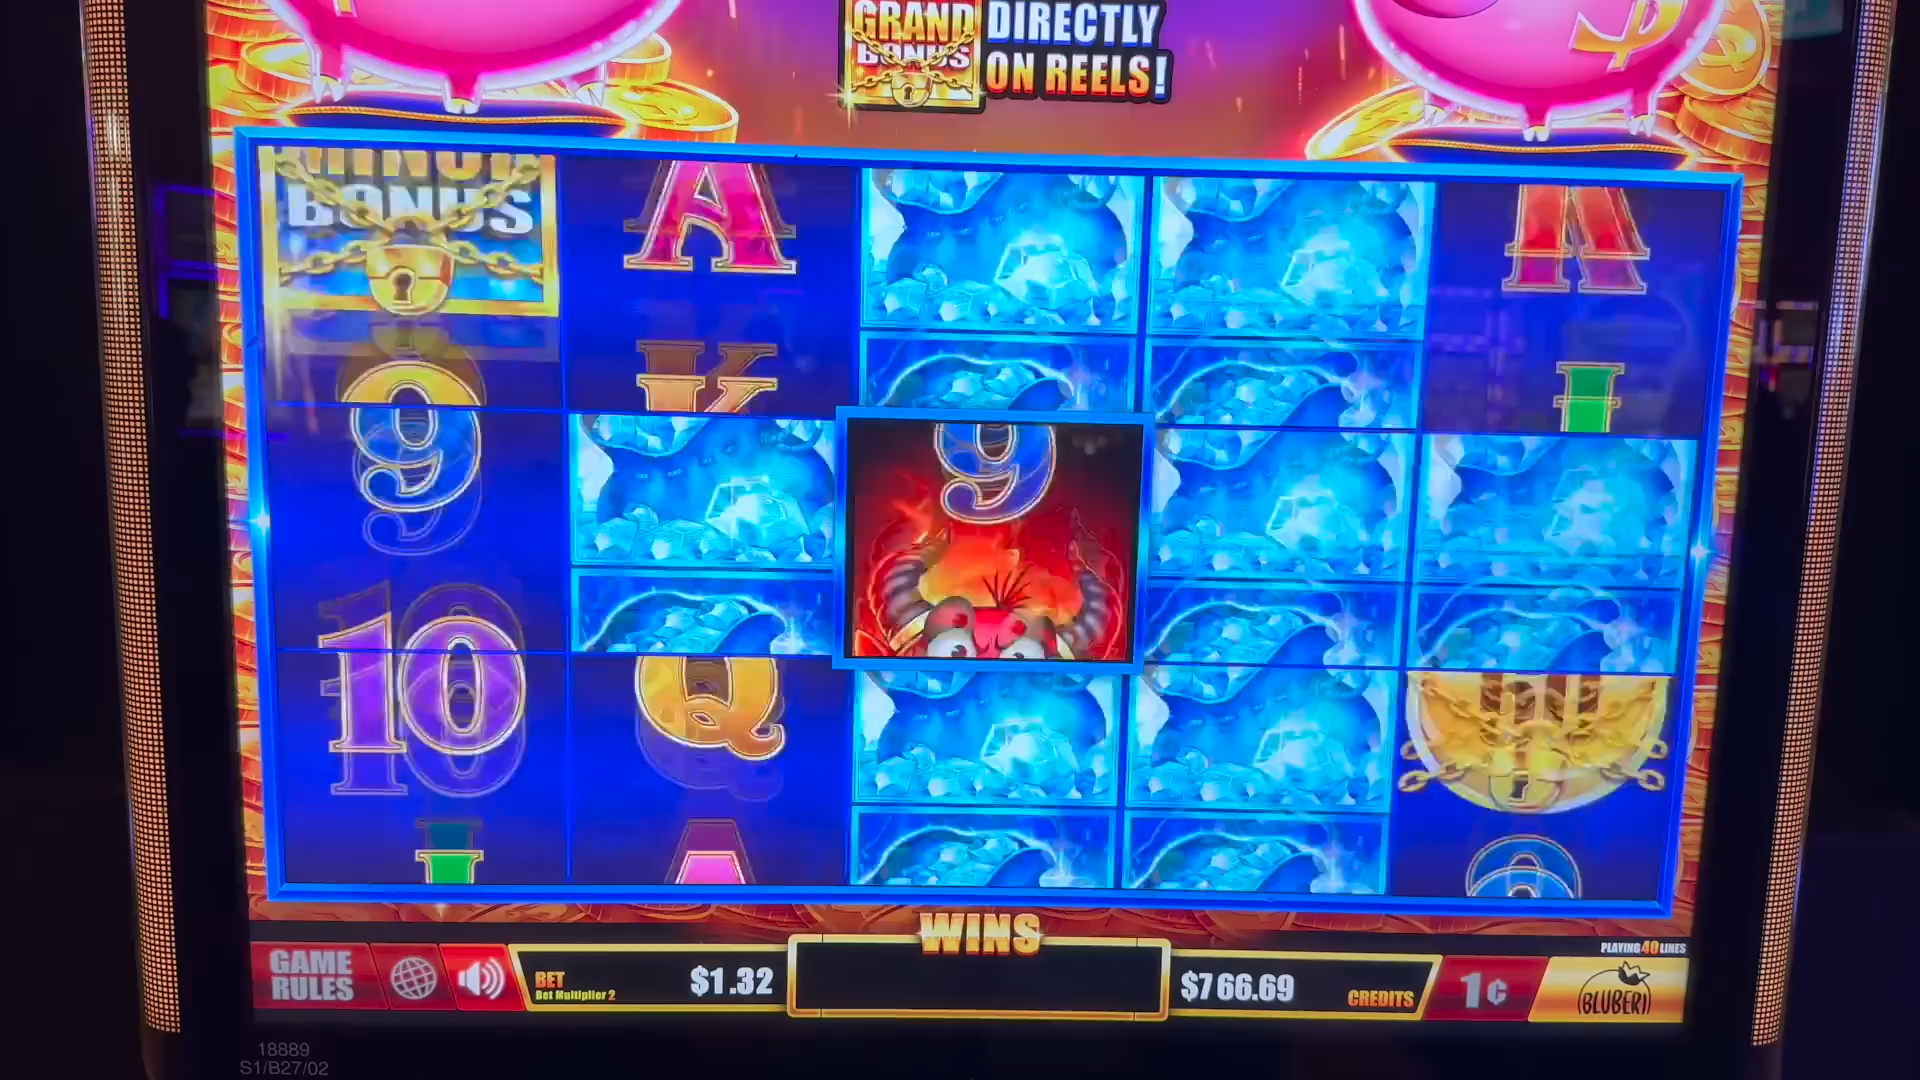 GRAND
BONUS
DIRECTLY
ON REELS!
MINOR
BONUS
A
K
9
9
10
Q
A
WINS
PLAYING 40 LINES
GAME
RULES
BET
Bet Multiplier 2
$1.32
$766.69
CREDITS
1¢
BLUBERI
18889
S1/B27/02